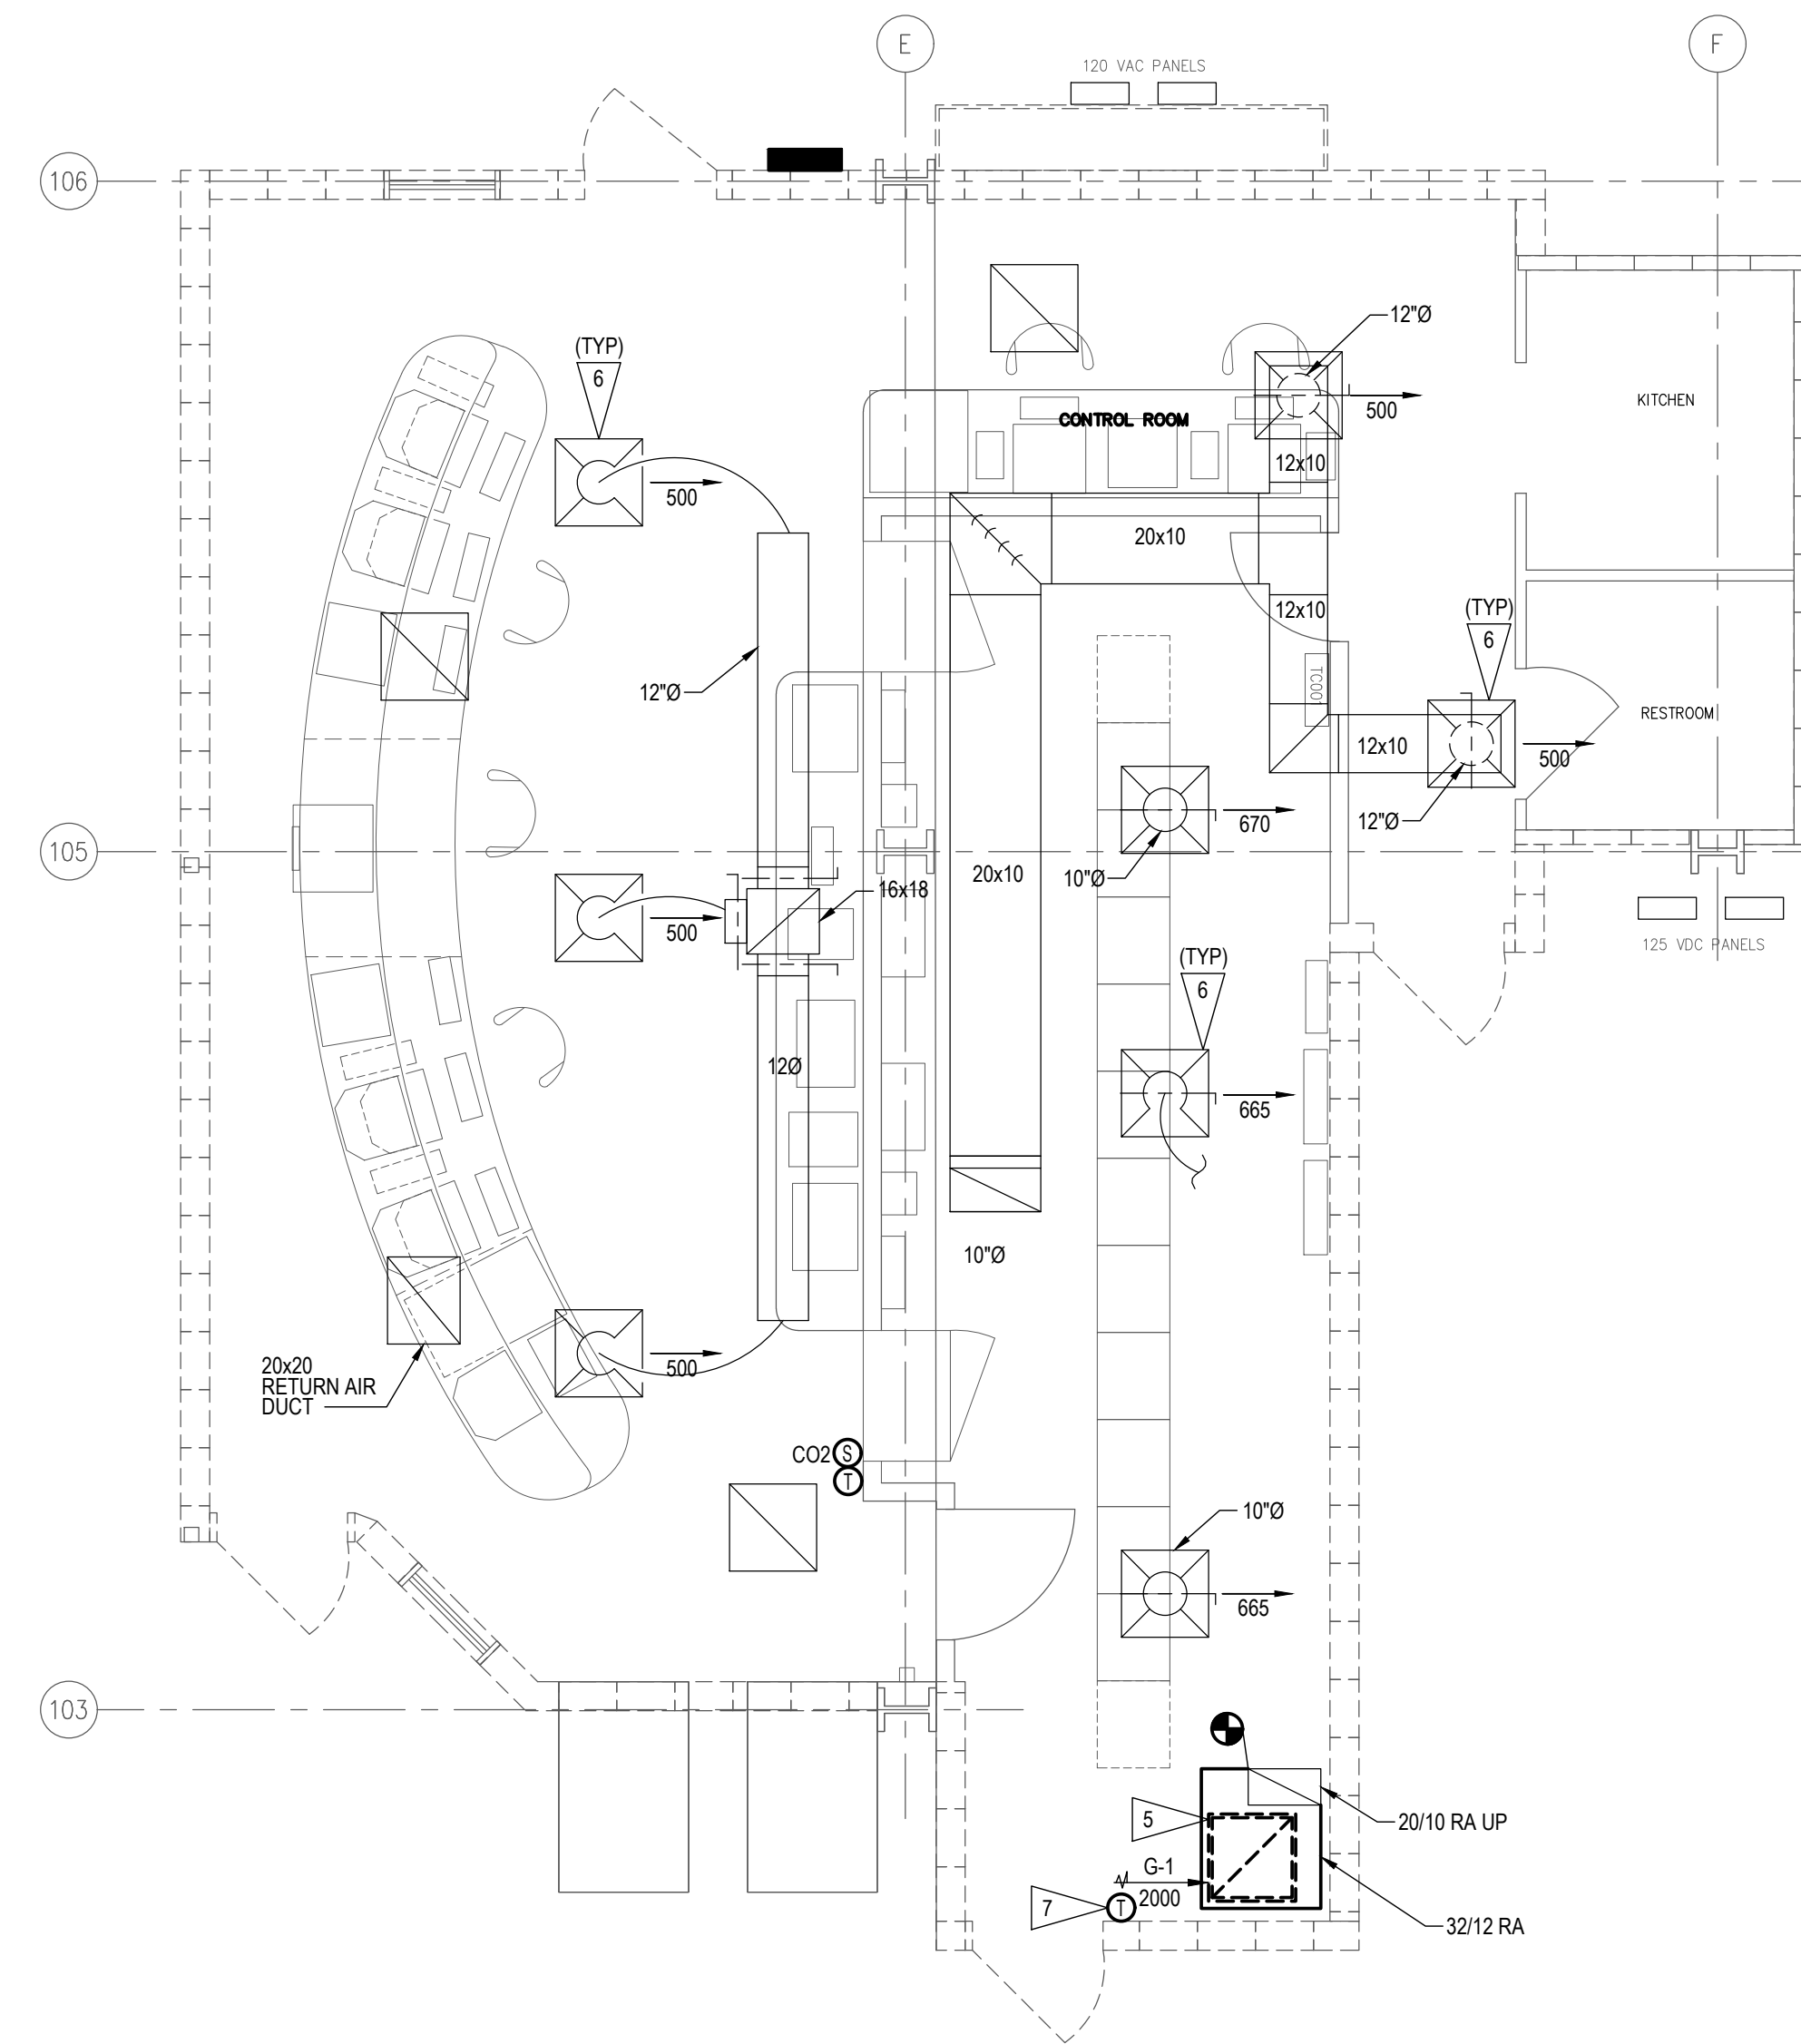 E
F
120 VAC PANELS
106
12"Ø
(TYP)
6
500
KITCHEN
CONTROL ROOM
12x10
500
20x10
12x10
(TYP)
6
12"Ø
TC001
RESTROOM
12x10
500
670
12"Ø
105
10"Ø
20x10
16x18
500
125 VDC PANELS
(TYP)
6
12Ø
665
10"Ø
20x20
RETURN AIR
DUCT
500
CO2 S
T
10"Ø
665
103
5
20/10 RA UP
G-1
2000
7
T
32/12 RA